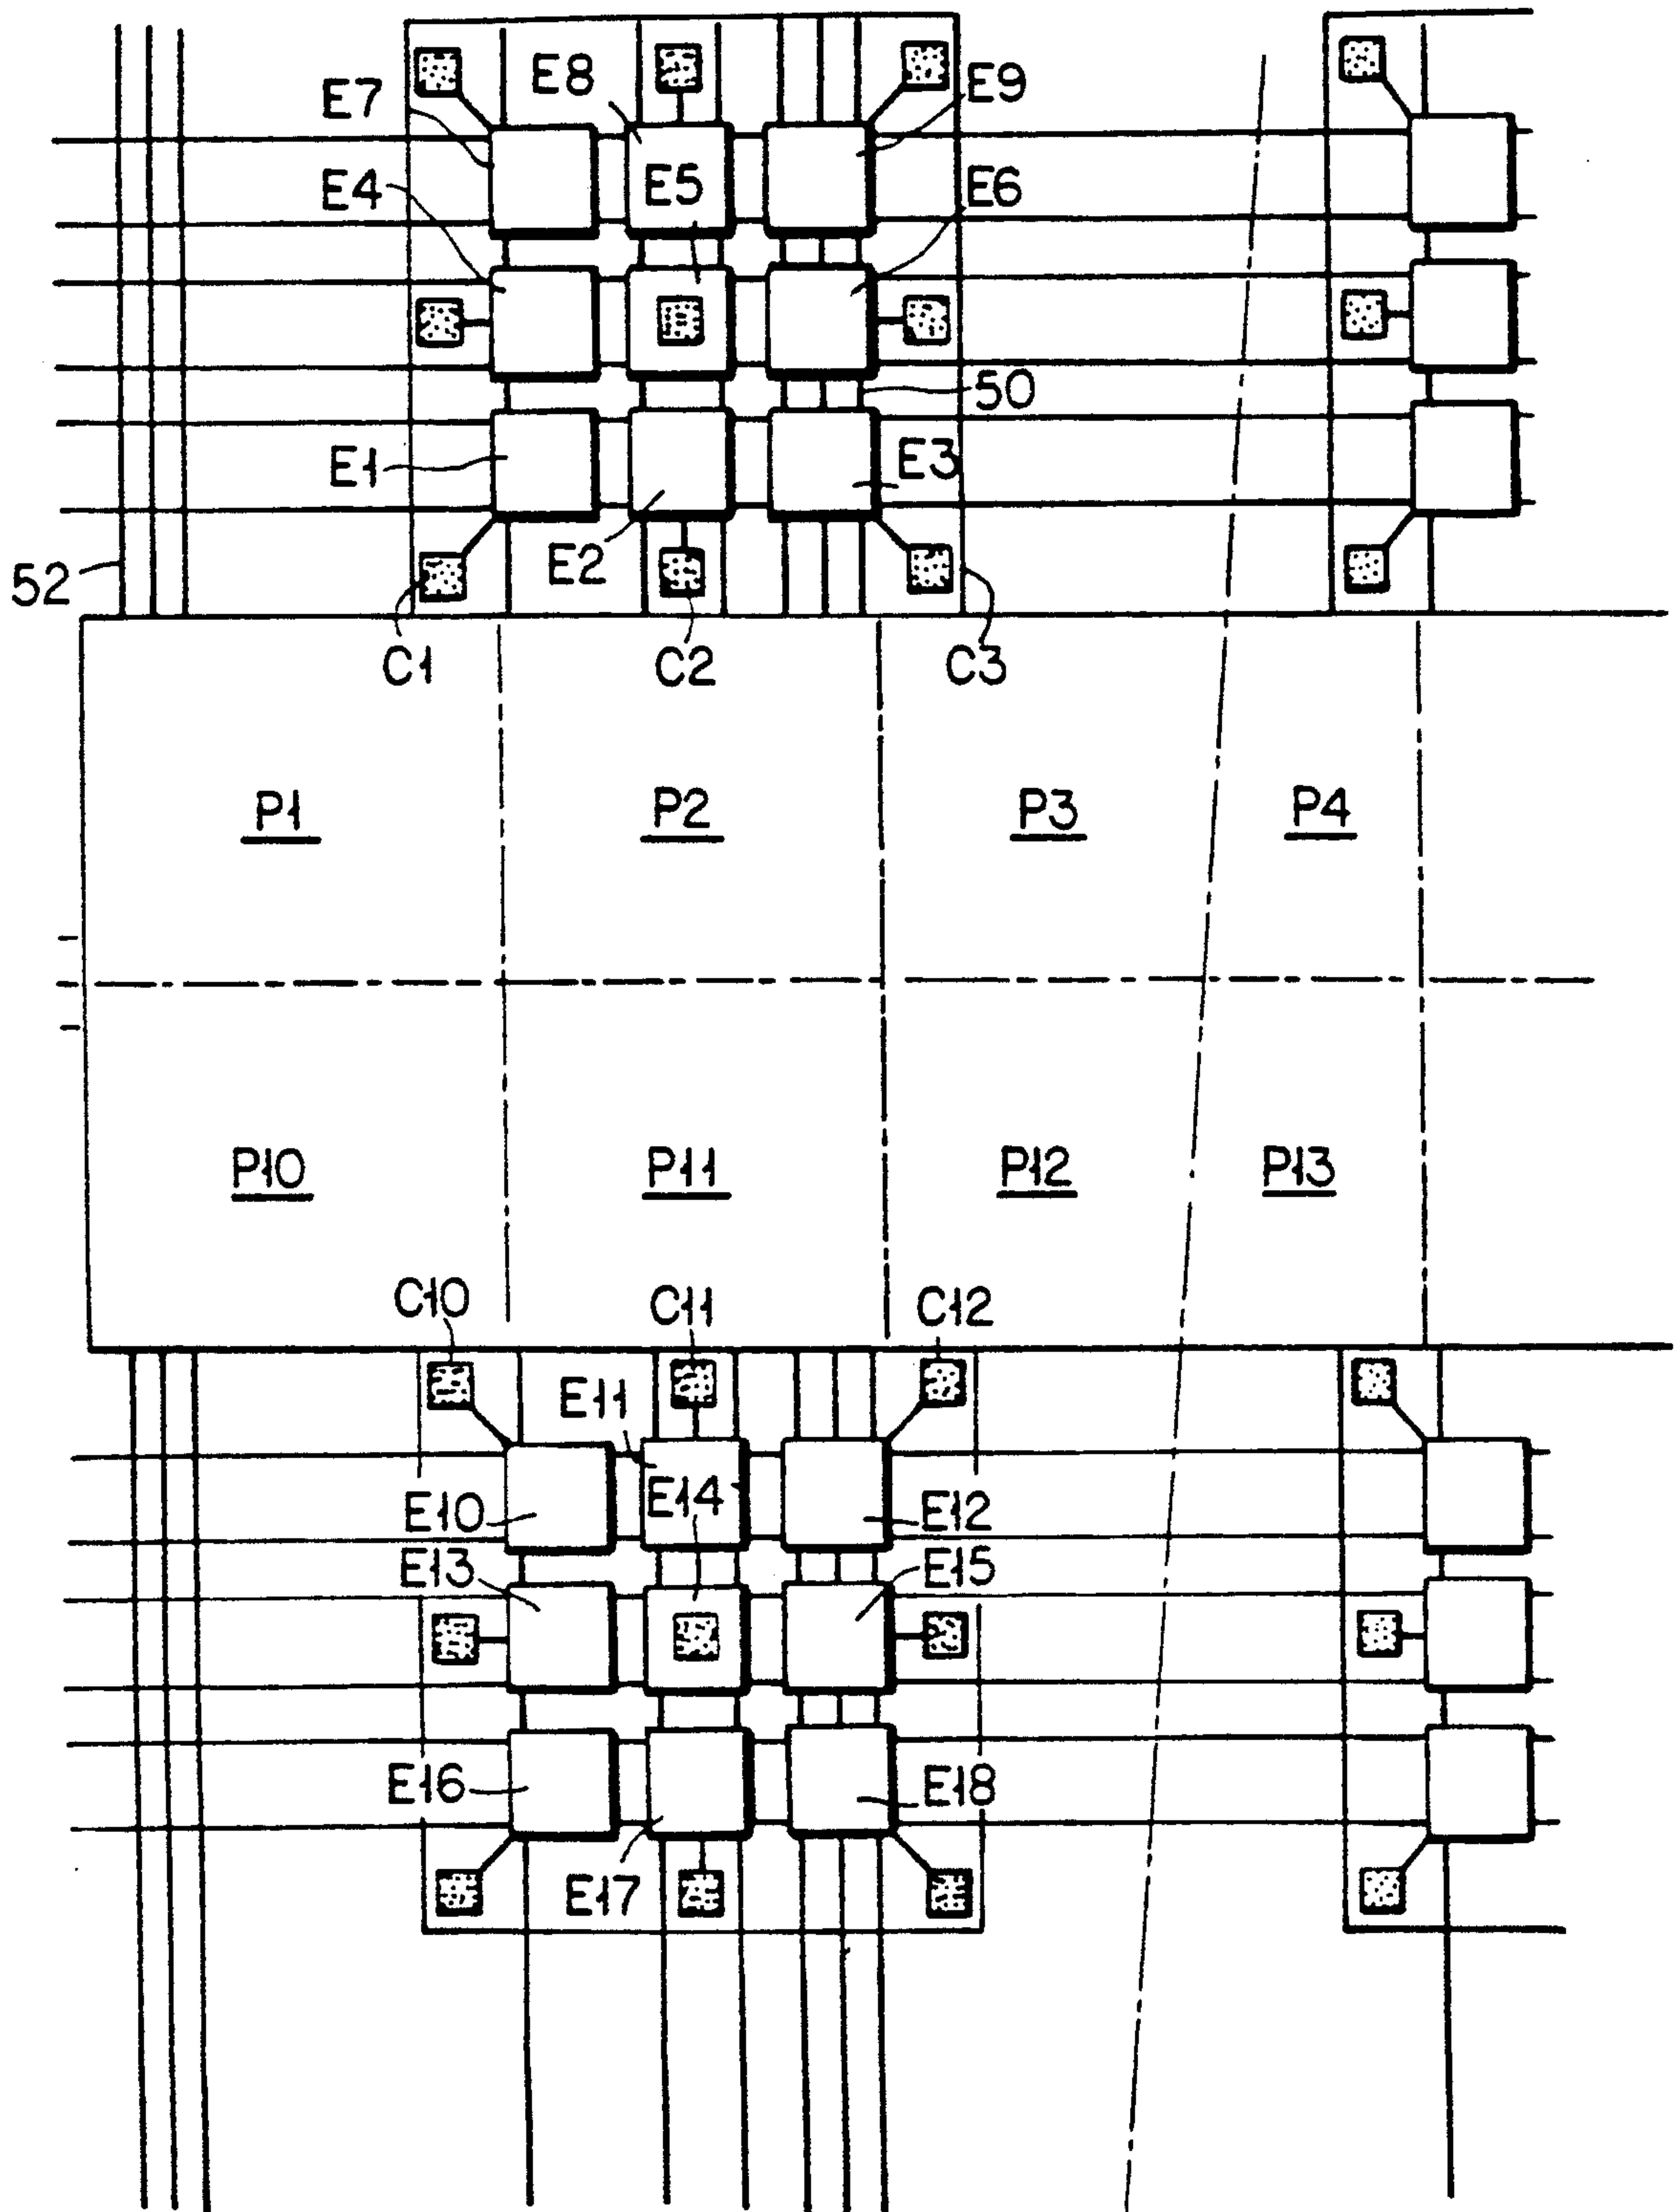 E7 E8 E9
E4 E5 E6
50
E1 E3
52 E2
C1 C2 C3
P1 P2 P3 P4
P10 P11 P12 P13
C10 C11 C12
E11
E10 E14 E12
E13 E15
E16 E18
E17